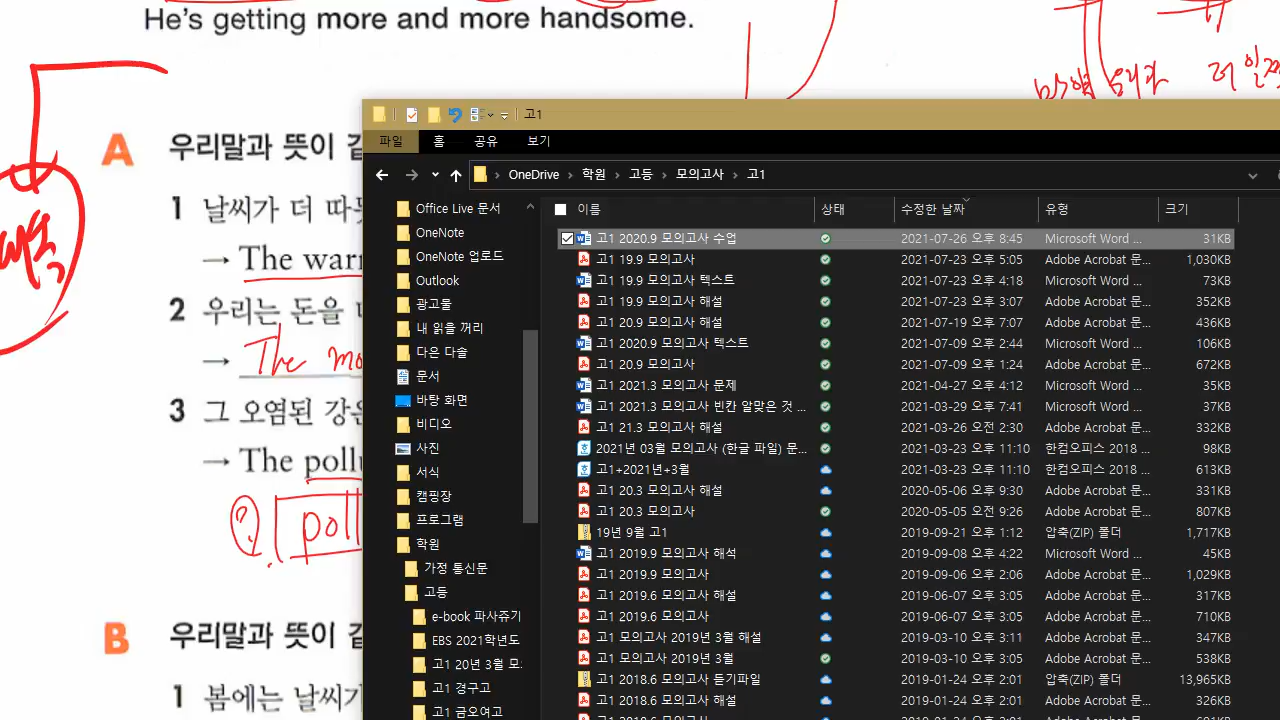 He's getting more and more handsome.
더 일찍
A 우리말과 뜻이 같
1 날씨가 더 따뜻
→ The warm
2 우리는 돈을 더
→ The mo
3 그 오염된 강은
→ The pollu
poll
B 우리말과 뜻이 같
1 봄에는 날씨가
고1
파일 홈 공유 보기
OneDrive > 학원 > 고등 > 모의고사 > 고1
Office Live 문서
OneNote
OneNote 업로드
Outlook
광고물
내 읽을 꺼리
다은 다솔
문서
바탕 화면
비디오
사진
서식
캠핑장
프로그램
학원
가정 통신문
고등
e-book 파사쥬기
EBS 2021학년도
고1 20년 3월 모
고1 경구고
고1 금오여고
이름 상태 수정한 날짜 유형 크기
고1 2020.9 모의고사 수업 2021-07-26 오후 8:45 Microsoft Word ... 31KB
고1 19.9 모의고사 2021-07-23 오후 5:05 Adobe Acrobat 문... 1,030KB
고1 19.9 모의고사 텍스트 2021-07-23 오후 4:18 Microsoft Word ... 73KB
고1 19.9 모의고사 해설 2021-07-23 오후 3:07 Adobe Acrobat 문... 352KB
고1 20.9 모의고사 해설 2021-07-19 오후 7:07 Adobe Acrobat 문... 436KB
고1 2020.9 모의고사 텍스트 2021-07-09 오후 2:44 Microsoft Word ... 106KB
고1 20.9 모의고사 2021-07-09 오후 1:24 Adobe Acrobat 문... 672KB
고1 2021.3 모의고사 문제 2021-04-27 오후 4:12 Microsoft Word ... 35KB
고1 2021.3 모의고사 빈칸 알맞은 것 ... 2021-03-29 오후 7:41 Microsoft Word ... 37KB
고1 21.3 모의고사 해설 2021-03-26 오전 2:30 Adobe Acrobat 문... 332KB
2021년 03월 모의고사 (한글 파일) 문... 2021-03-23 오후 11:10 한컴오피스 2018 ... 98KB
고1+2021년+3월 2021-03-23 오후 11:10 한컴오피스 2018 ... 613KB
고1 20.3 모의고사 해설 2020-05-06 오후 9:30 Adobe Acrobat 문... 331KB
고1 20.3 모의고사 2020-05-05 오전 9:26 Adobe Acrobat 문... 807KB
19년 9월 고1 2019-09-21 오후 1:12 압축(ZIP) 폴더 1,717KB
고1 2019.9 모의고사 해석 2019-09-08 오후 4:22 Microsoft Word ... 45KB
고1 2019.9 모의고사 2019-09-06 오후 2:06 Adobe Acrobat 문... 1,029KB
고1 2019.6 모의고사 해설 2019-06-07 오후 3:05 Adobe Acrobat 문... 317KB
고1 2019.6 모의고사 2019-06-07 오후 3:05 Adobe Acrobat 문... 710KB
고1 모의고사 2019년 3월 해설 2019-03-10 오후 3:11 Adobe Acrobat 문... 347KB
고1 모의고사 2019년 3월 2019-03-10 오후 3:05 Adobe Acrobat 문... 538KB
고1 2018.6 모의고사 듣기파일 2019-01-24 오후 2:01 압축(ZIP) 폴더 13,965KB
고1 2018.6 모의고사 해설 2019-01-24 오후 2:01 Adobe Acrobat 문... 326KB